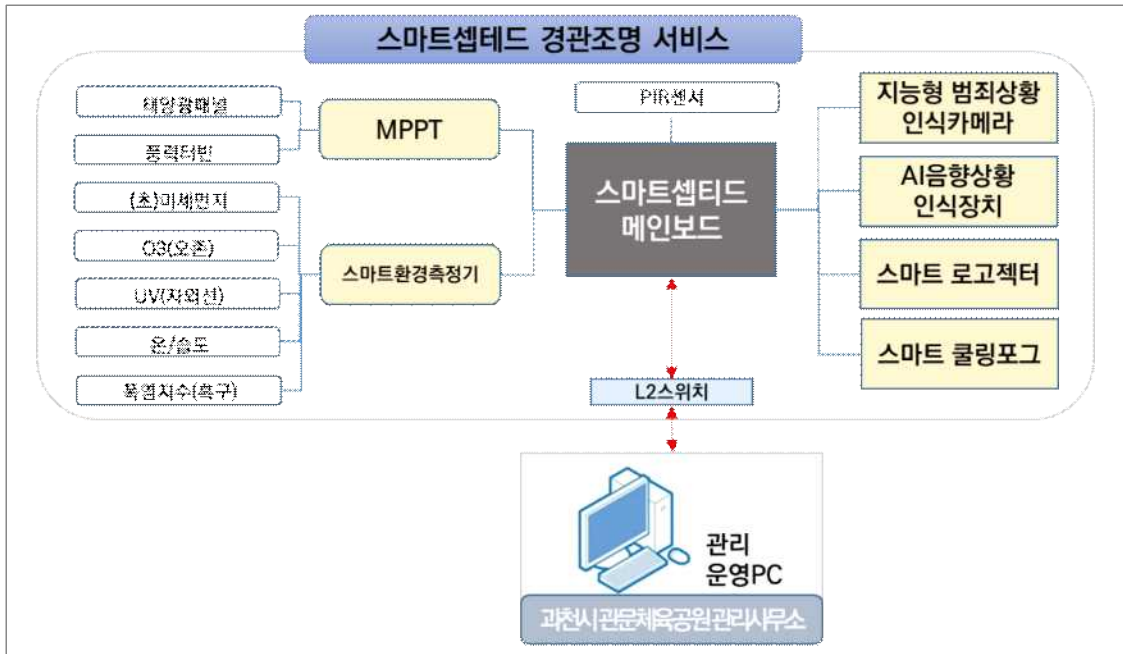 스마트셉테드 경관조명 서비스
태양광패널
풍력터빈
(초)미세먼지
O3(오존)
UV(자외선)
온/습도
폭염지수(흑구)
MPPT
스마트환경측정기
PIR센서
스마트셉티드
메인보드
지능형 범죄상황
인식카메라
AI음향상황
인식장치
스마트 로고젝터
스마트 쿨링포그
L2스위치
관리
운영PC
과천시 관문체육공원 관리사무소